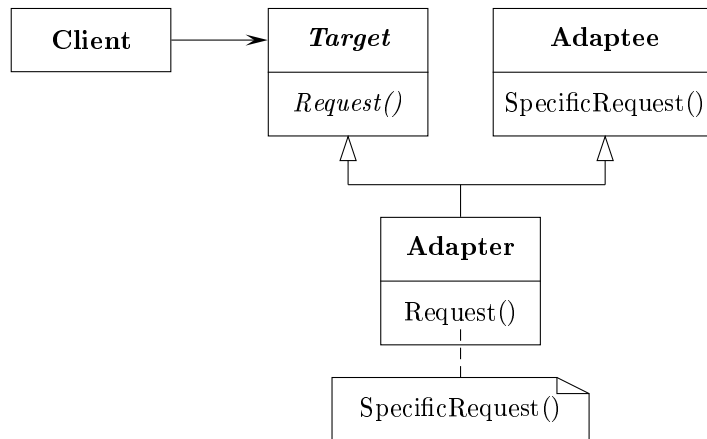 Client
Target
Request()
Adaptee
SpecificRequest()
Adapter
Request()
SpecificRequest()